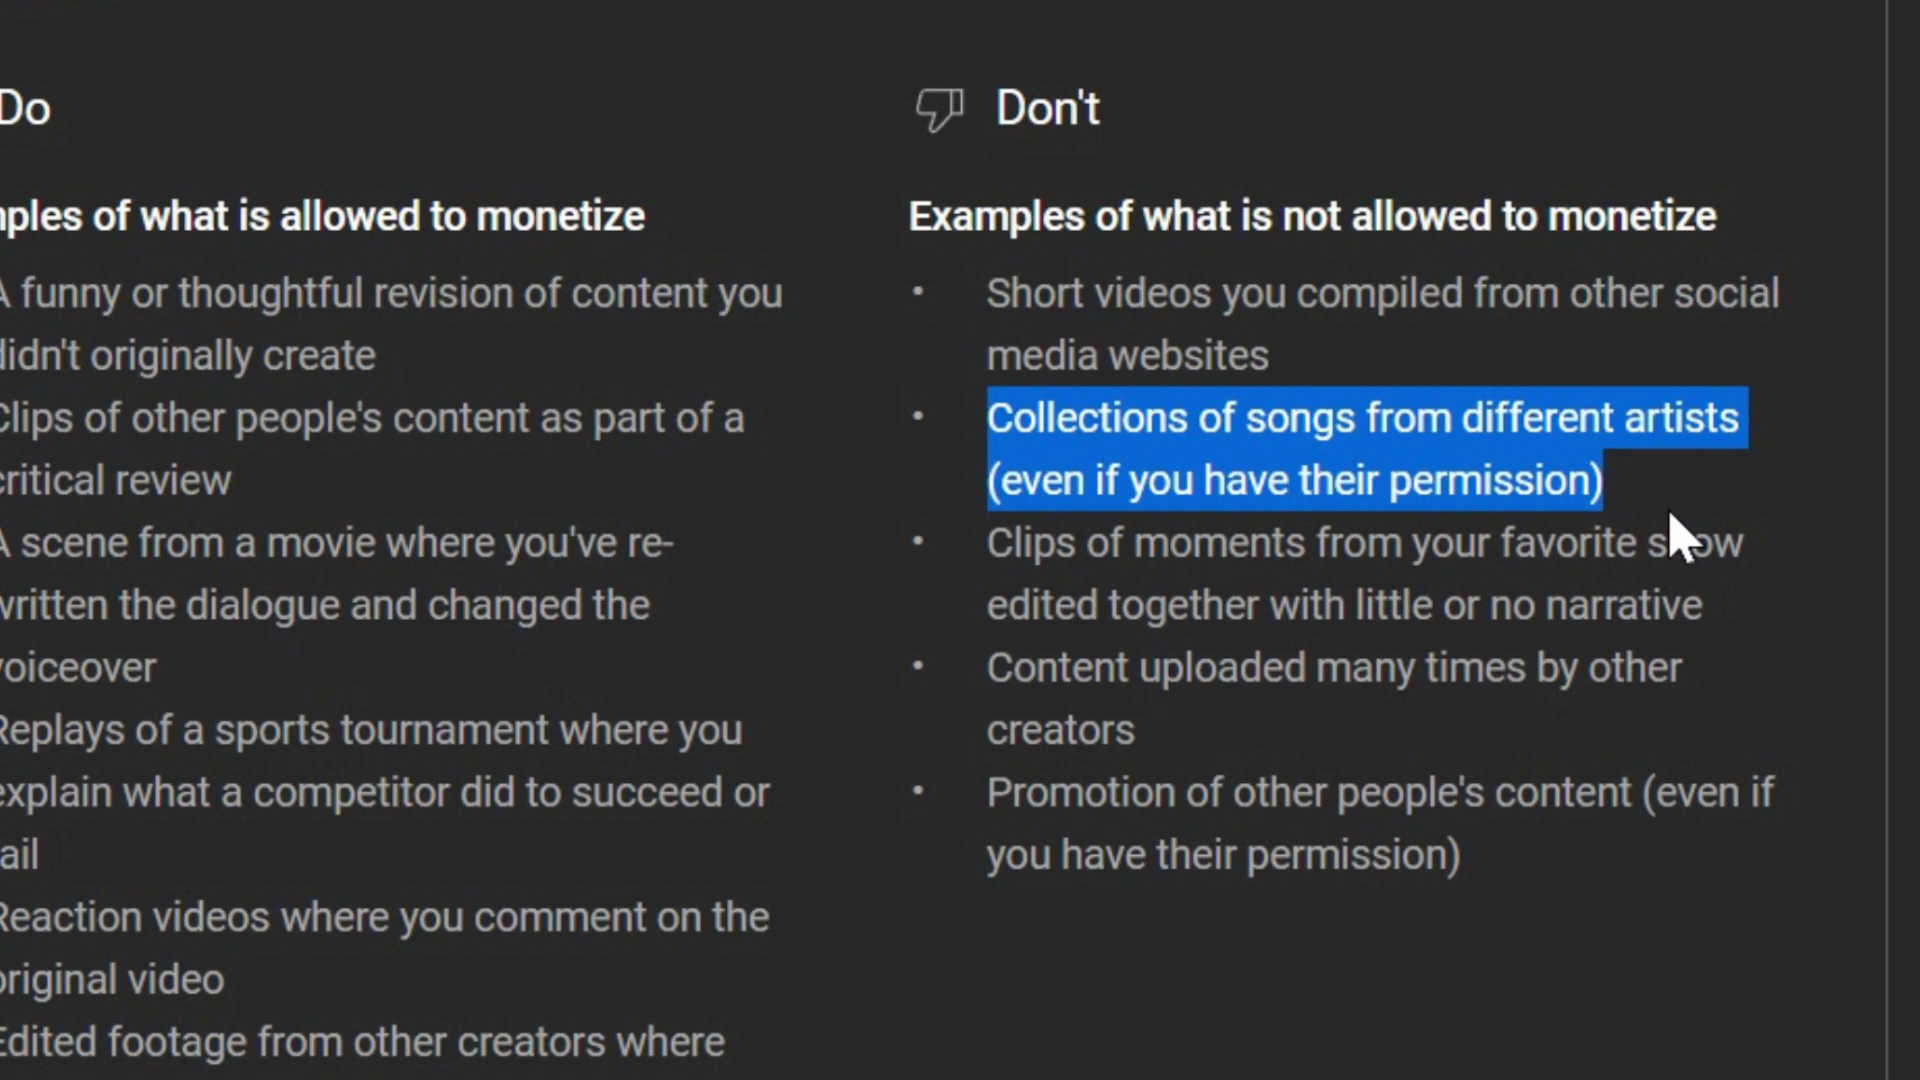 Do
ples of what is allowed to monetize
A funny or thoughtful revision of content you
didn't originally create
Clips of other people's content as part of a
critical review
A scene from a movie where you've re-
written the dialogue and changed the
voiceover
Replays of a sports tournament where you
explain what a competitor did to succeed or
ail
Reaction videos where you comment on the
original video
Edited footage from other creators where
Don't
Examples of what is not allowed to monetize
• Short videos you compiled from other social
media websites
• Collections of songs from different artists
(even if you have their permission)
• Clips of moments from your favorite show
edited together with little or no narrative
• Content uploaded many times by other
creators
• Promotion of other people's content (even if
you have their permission)